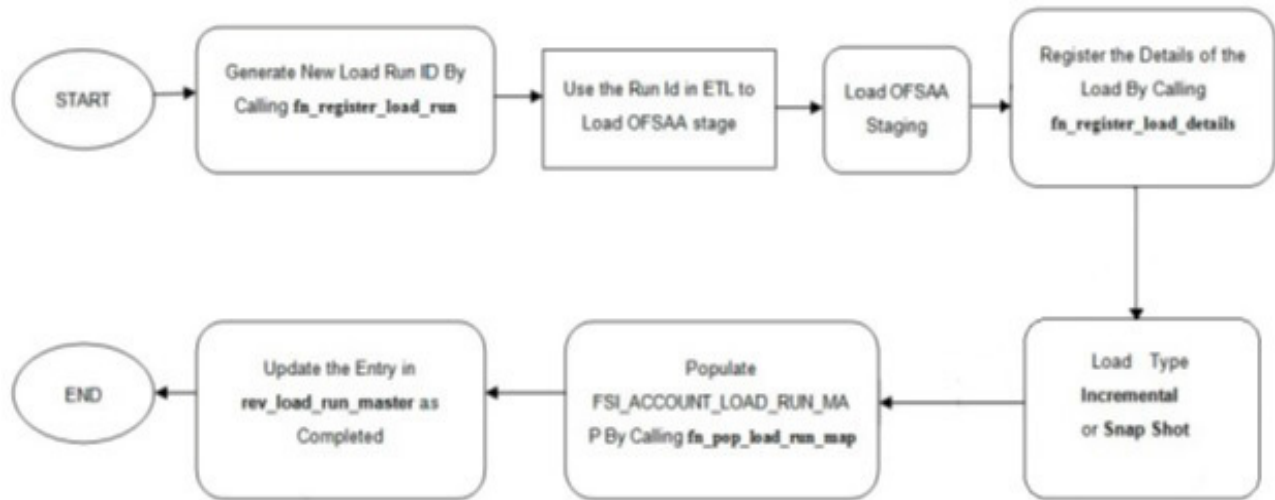 START
Generate New Load Run ID By
Calling fn_register_load_run
Use the Run Id in ETL to
Load OFSAA stage
Load OFSAA
Staging
Register the Details of the
Load By Calling
fn_register_load_details
Load Type
Incremental
or Snap Shot
Populate
FSI_ACCOUNT_LOAD_RUN_MA
P By Calling fn_pop_load_run_map
Update the Entry in
rev_load_run_master as
Completed
END